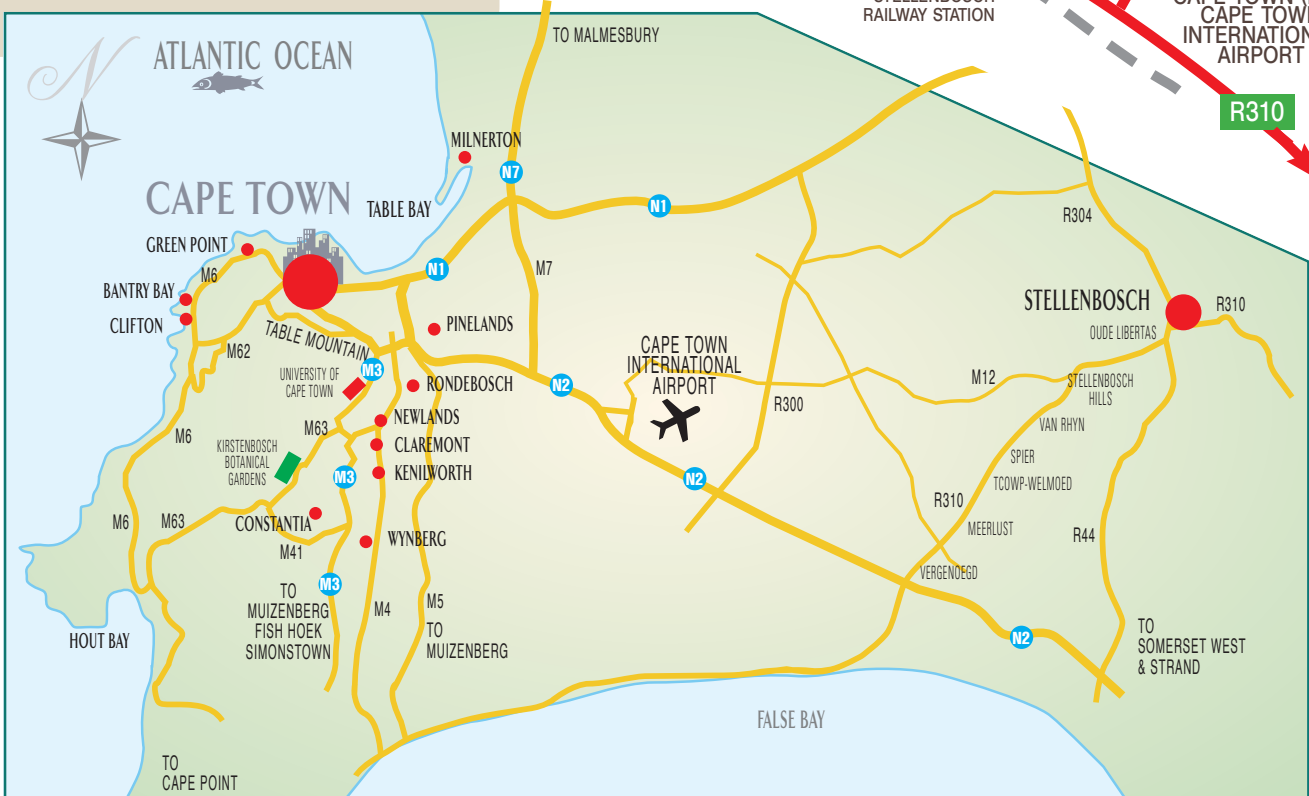 STELLENBOSCH
RAILWAY STATION
CAPE TOWN
CAPE TOWN
INTERNATION
AIRPORT
R310
N
ATLANTIC OCEAN
TO MALMESBURY
MILNERTON
N7
CAPE TOWN
TABLE BAY
N1
R304
GREEN POINT
M6
N1
M7
BANTRY BAY
STELLENBOSCH
R310
CLIFTON
TABLE MOUNTAIN
PINELANDS
OUDE LIBERTAS
M62
CAPE TOWN
INTERNATIONAL
AIRPORT
UNIVERSITY OF
CAPE TOWN
M3
RONDEBOSCH
N2
M12
STELLENBOSCH
HILLS
R300
NEWLANDS
M63
VAN RHYN
M6
CLAREMONT
KIRSTENBOSCH
BOTANICAL
GARDENS
SPIER
KENILWORTH
M3
N2
TCOWP-WELMOED
R310
M6
M63
CONSTANTIA
MEERLUST
R44
WYNBERG
M41
VERGENOEGD
M3
TO
MUIZENBERG
FISH HOEK
SIMONSTOWN
M4
M5
TO
MUIZENBERG
HOUT BAY
N2
TO
SOMERSET WEST
& STRAND
FALSE BAY
TO
CAPE POINT